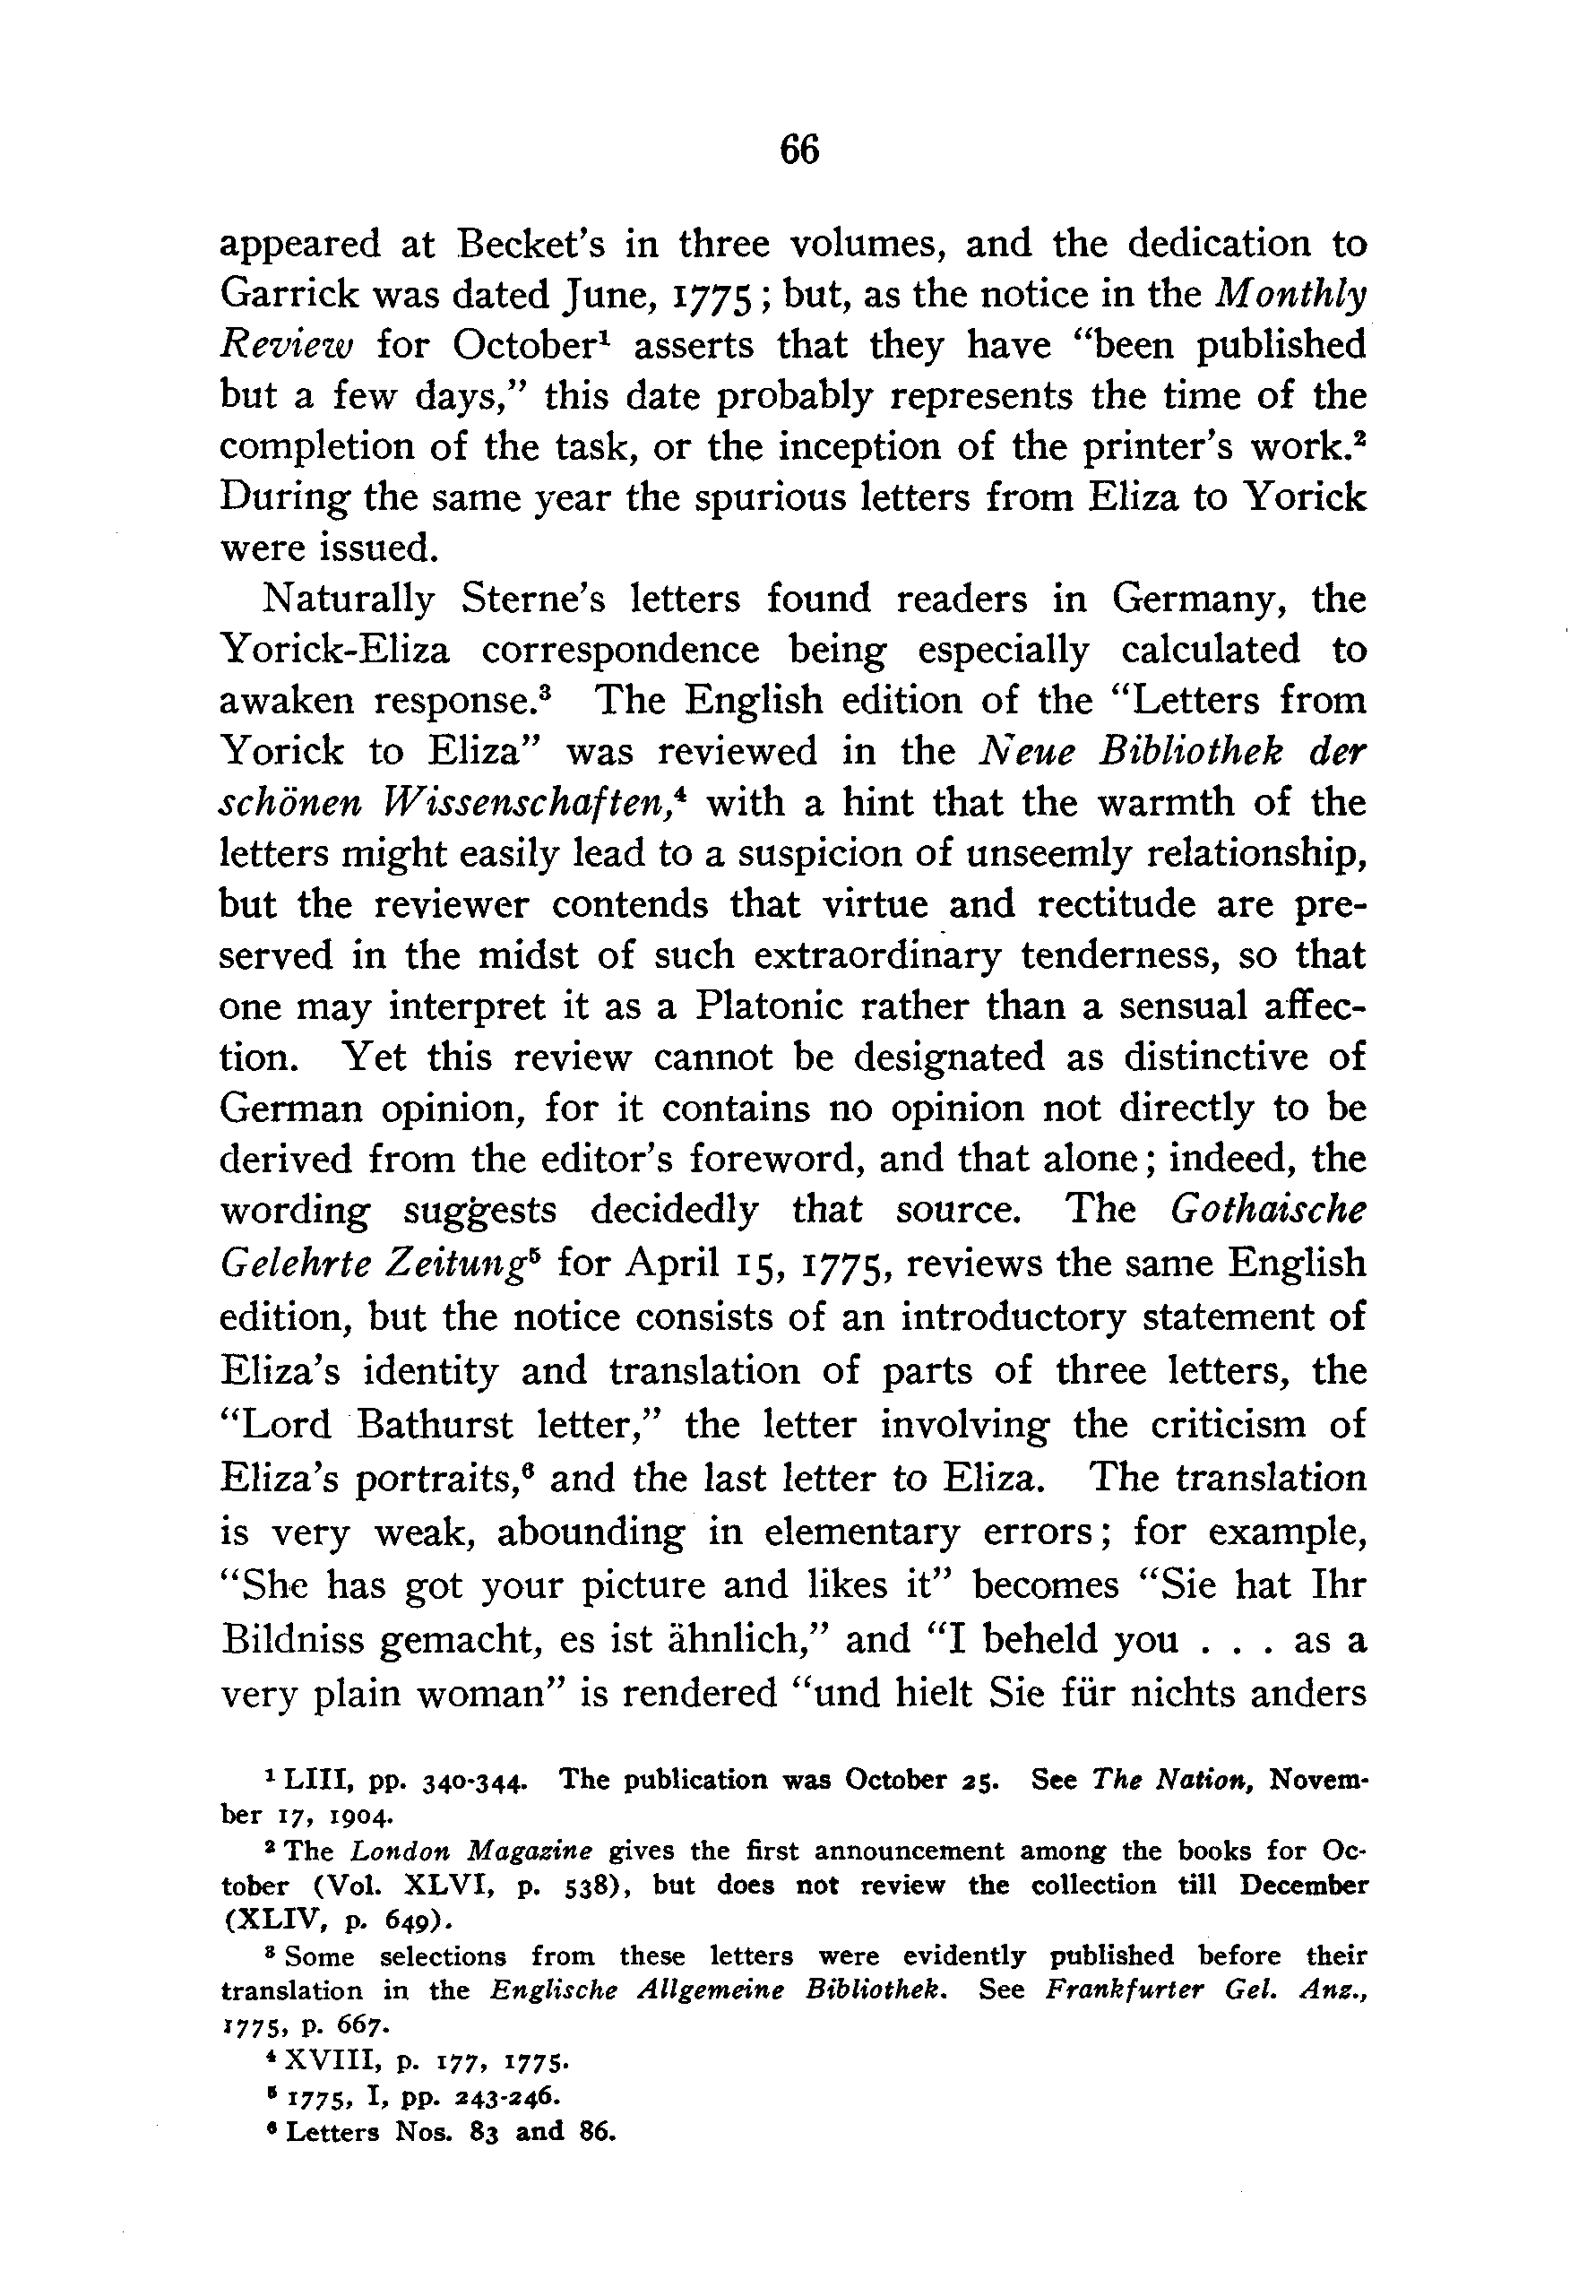 66
appeared at Becket's in three volumes, and the dedication to
Garrick was dated June, 1775; but, as the notice in the Monthly
Review for October¹ asserts that they have “been published
but a few days,” this date probably represents the time of the
completion of the task, or the inception of the printer's work.²
During the same year the spurious letters from Eliza to Yorick
were issued.
Naturally Sterne's letters found readers in Germany, the
Yorick-Eliza correspondence being especially calculated to
awaken response.³ The English edition of the “Letters from
Yorick to Eliza” was reviewed in the Neue Bibliothek der
schönen Wissenschaften,⁴ with a hint that the warmth of the
letters might easily lead to a suspicion of unseemly relationship,
but the reviewer contends that virtue and rectitude are pre-
served in the midst of such extraordinary tenderness, so that
one may interpret it as a Platonic rather than a sensual affec-
tion. Yet this review cannot be designated as distinctive of
German opinion, for it contains no opinion not directly to be
derived from the editor's foreword, and that alone; indeed, the
wording suggests decidedly that source. The Gothaische
Gelehrte Zeitung⁵ for April 15, 1775, reviews the same English
edition, but the notice consists of an introductory statement of
Eliza's identity and translation of parts of three letters, the
“Lord Bathurst letter,” the letter involving the criticism of
Eliza's portraits,⁶ and the last letter to Eliza. The translation
is very weak, abounding in elementary errors; for example,
“She has got your picture and likes it” becomes “Sie hat Ihr
Bildniss gemacht, es ist ähnlich,” and “I beheld you . . . as a
very plain woman” is rendered “und hielt Sie für nichts anders
¹ LIII, pp. 340-344. The publication was October 25. See The Nation, Novem-
ber 17, 1904.
² The London Magazine gives the first announcement among the books for Oc-
tober (Vol. XLVI, p. 538), but does not review the collection till December
(XLIV, p. 649).
³ Some selections from these letters were evidently published before their
translation in the Englische Allgemeine Bibliothek. See Frankfurter Gel. Anz.,
1775, p. 667.
⁴ XVIII, p. 177, 1775.
⁵ 1775, I, pp. 243-246.
⁶ Letters Nos. 83 and 86.